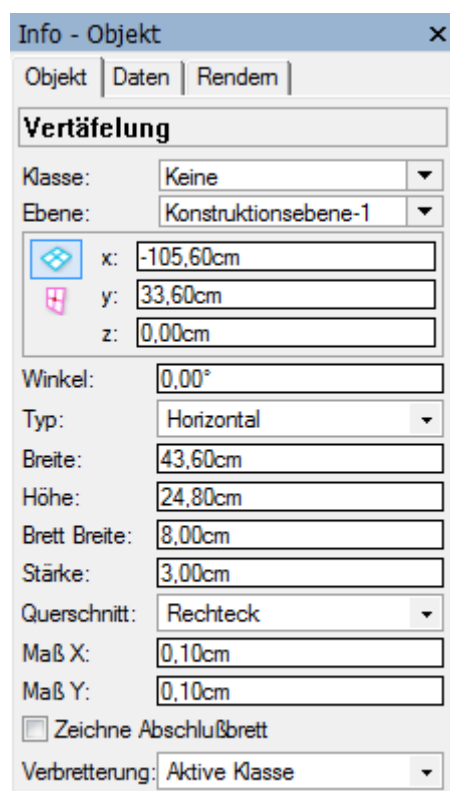 Info - Objekt
Objekt Daten Rendern
Vertäfelung
Klasse: Keine
Ebene: Konstruktionsebene-1
x: -105,60cm
y: 33,60cm
z: 0,00cm
Winkel: 0,00°
Typ: Horizontal
Breite: 43,60cm
Höhe: 24,80cm
Brett Breite: 8,00cm
Stärke: 3,00cm
Querschnitt: Rechteck
Maß X: 0,10cm
Maß Y: 0,10cm
Zeichne Abschlußbrett
Verbretterung: Aktive Klasse